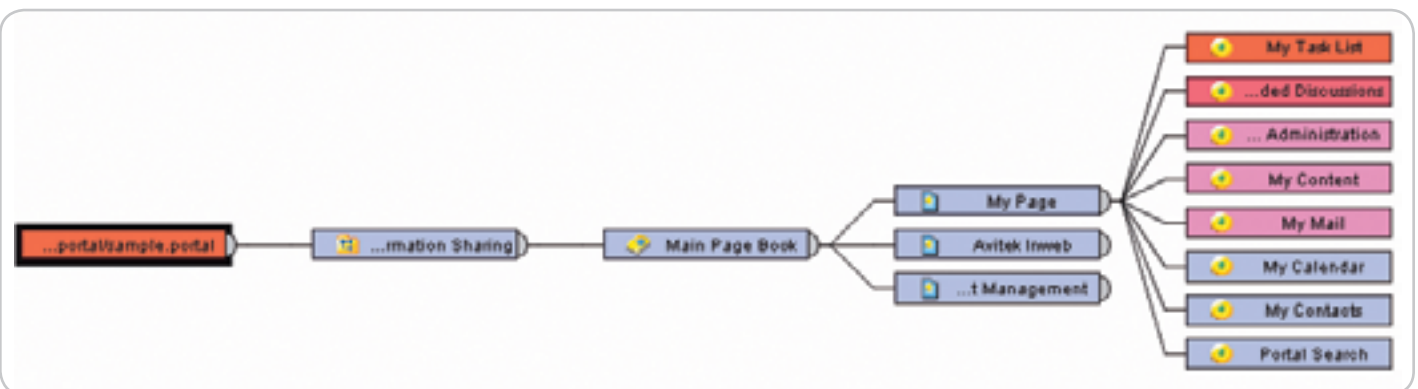 ...portal/sample.portal
...rmation Sharing
Main Page Book
My Page
Avitek Inweb
...t Management
My Task List
...ded Discussions
... Administration
My Content
My Mail
My Calendar
My Contacts
Portal Search